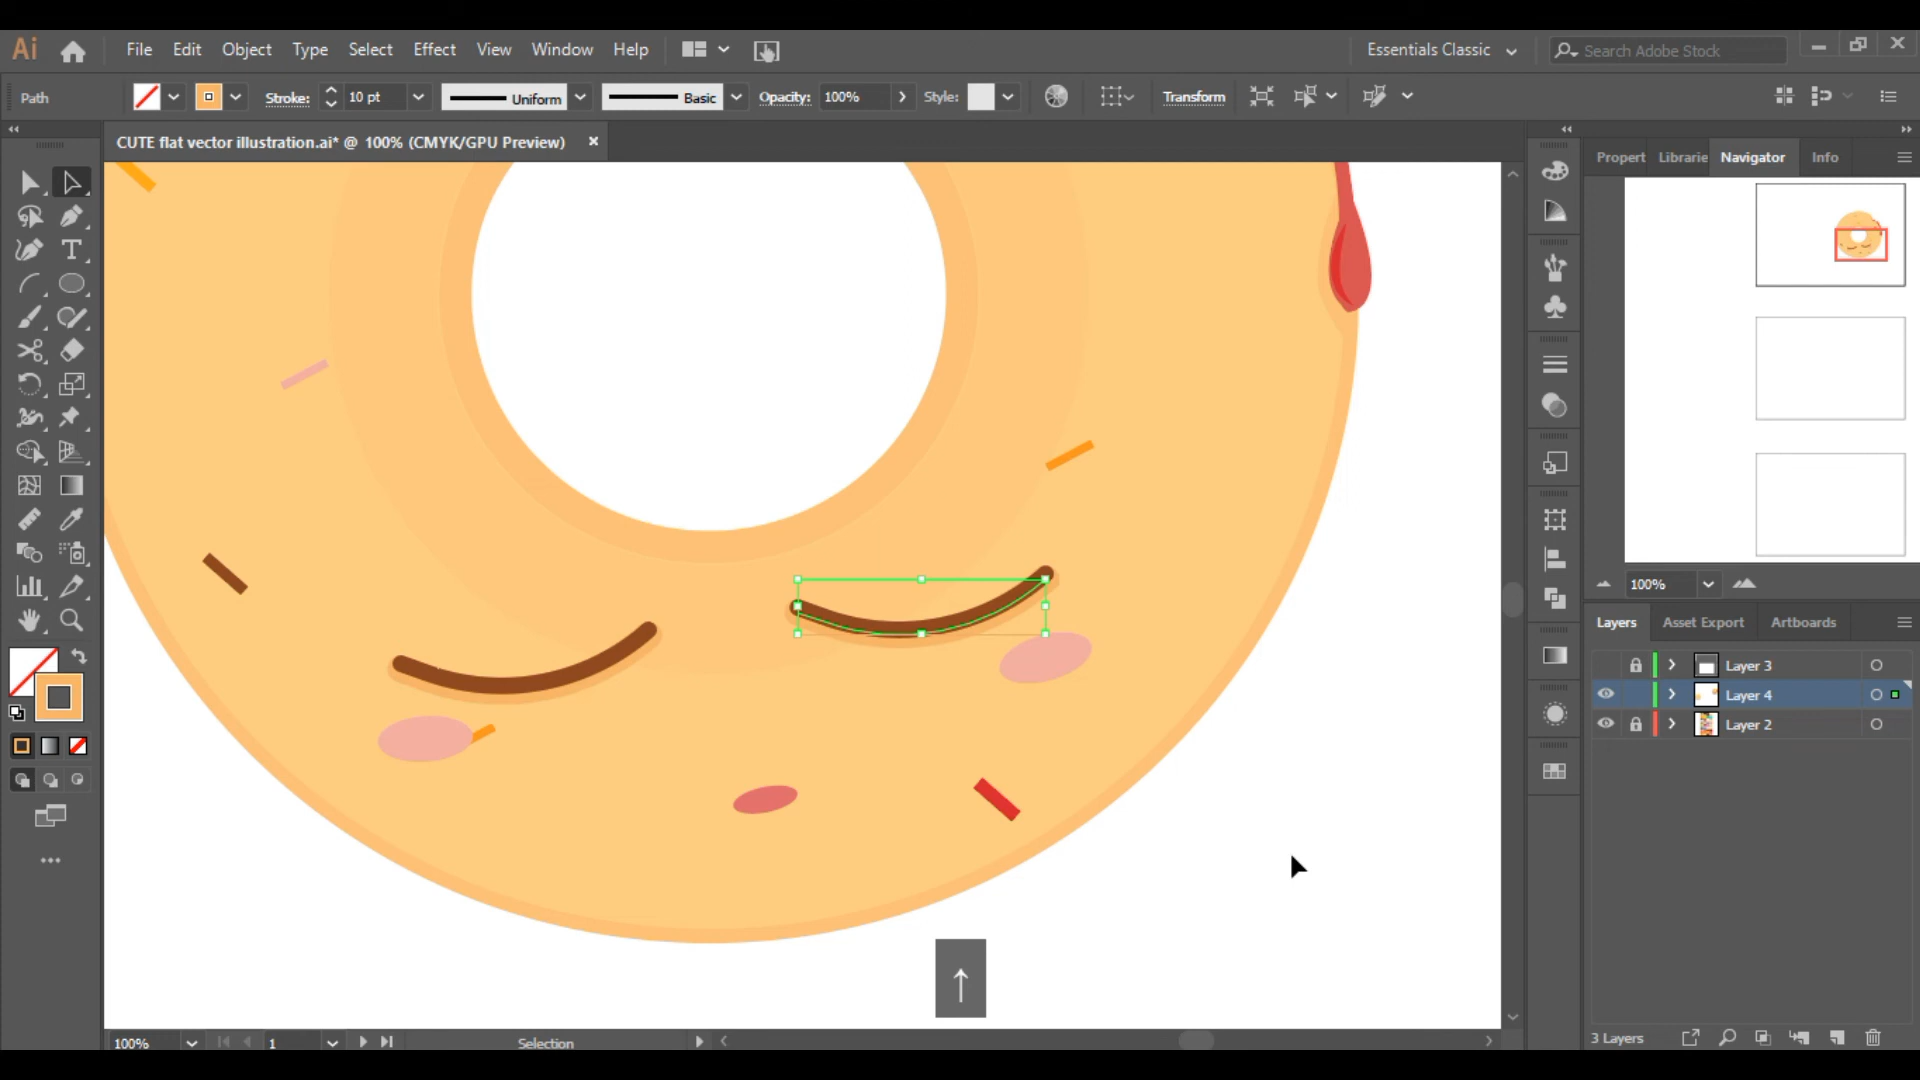 Ai File Edit Object Type Select Effect View Window Help Essentials Classic Search Adobe Stock
Path Stroke: 10 pt Uniform Basic Opacity: 100% Style: Transform
CUTE flat vector illustration.ai* @ 100% (CMYK/GPU Preview)
Propert Librarie Navigator Info
T
100%
Layers Asset Export Artboards
Layer 3
Layer 4
Layer 2
3 Layers
100% 1 Selection